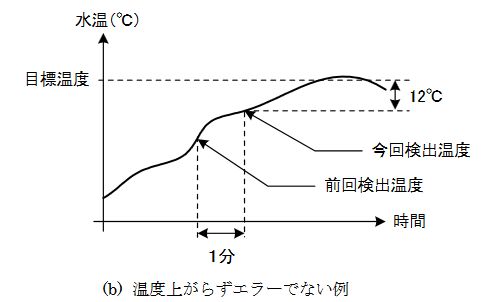 水温(℃)
目標温度
12℃
今回検出温度
前回検出温度
時間
1分
(b) 温度上がらずエラーでない例